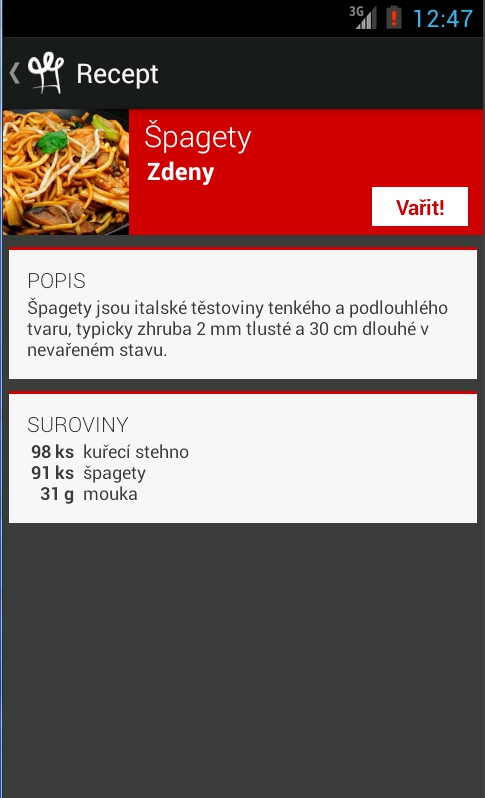 3G 12:47
Recept
Špagety
Zdeny
Vařit!
POPIS
Špagety jsou italské těstoviny tenkého a podlouhlého
tvaru, typicky zhruba 2 mm tlusté a 30 cm dlouhé v
nevařeném stavu.
SUROVINY
98 ks kuřecí stehno
91 ks špagety
31 g mouka